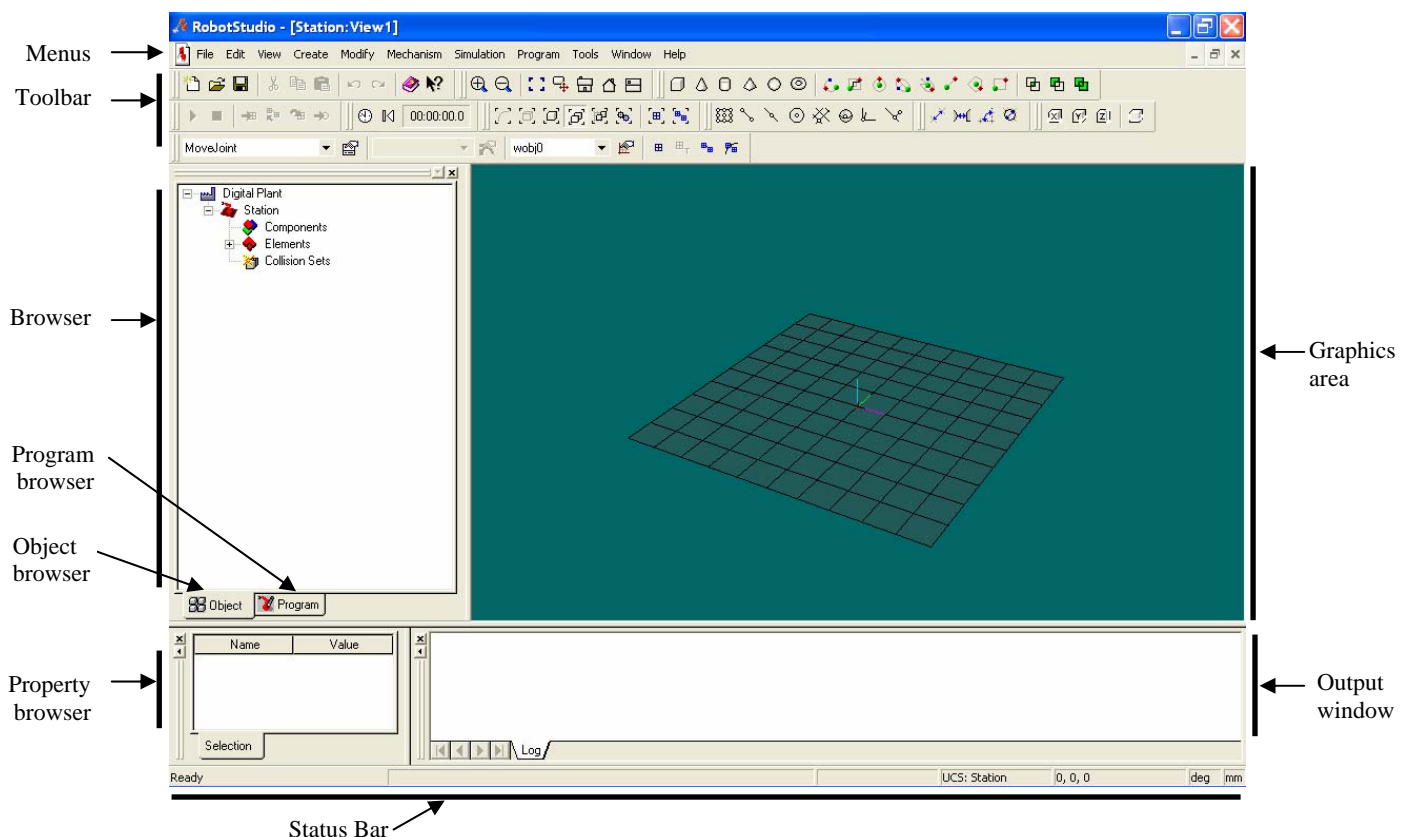 RobotStudio - [Station:View1]
Menus
File Edit View Create Modify Mechanism Simulation Program Tools Window Help
Toolbar
00:00:00.0
MoveJoint
wobj0
Digital Plant
Station
Components
Elements
Collision Sets
Browser
Graphics
area
Program
browser
Object
browser
Object
Program
Name Value
Property
browser
Output
window
Selection
Log
Ready
UCS: Station
0, 0, 0
deg
mm
Status Bar